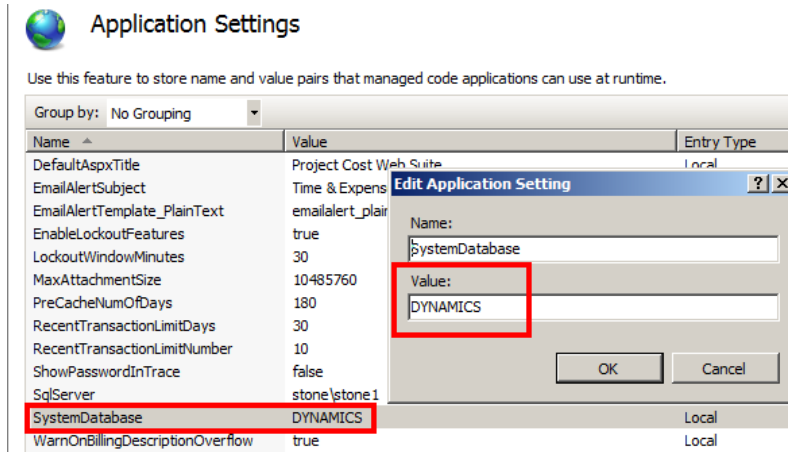 Application Settings
Use this feature to store name and value pairs that managed code applications can use at runtime.
Group by: No Grouping
Name Value Entry Type
DefaultAspxTitle Project Cost Web Suite Local
EmailAlertSubject Time & Expens
EmailAlertTemplate_PlainText emailalert_plain
EnableLockoutFeatures true
LockoutWindowMinutes 30
MaxAttachmentSize 10485760
PreCacheNumOfDays 180
RecentTransactionLimitDays 30
RecentTransactionLimitNumber 10
ShowPasswordInTrace false
SqlServer stone\stone1
SystemDatabase DYNAMICS Local
WarnOnBillingDescriptionOverflow true Local
Edit Application Setting ? X
Name:
SystemDatabase
Value:
DYNAMICS
OK Cancel